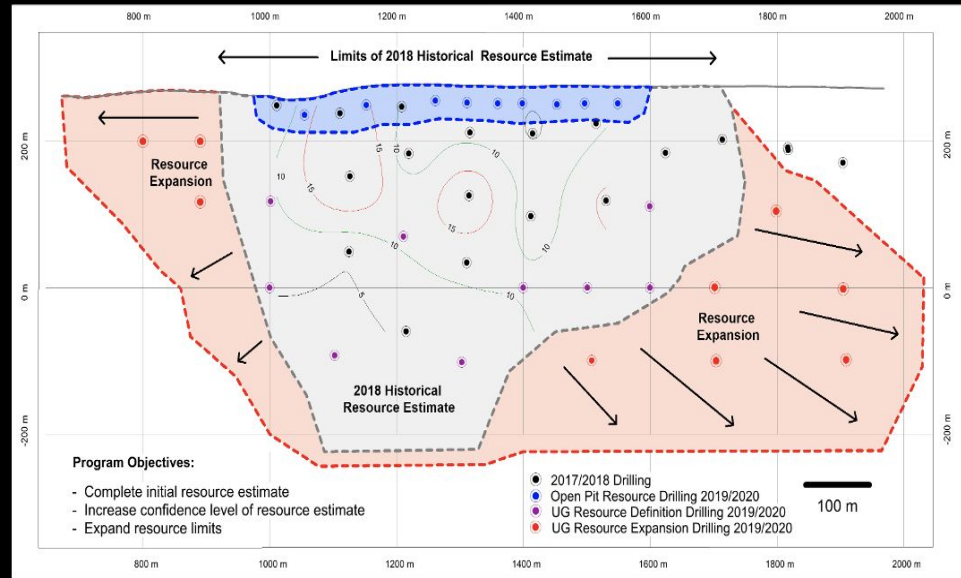 800 m 1000 m 1200 m 1400 m 1600 m 1800 m 2000 m
Limits of 2018 Historical Resource Estimate
200 m
200 m
Resource
Expansion
15
10
15
10
10
10
15
10
10
5
0 m
0 m
Resource
Expansion
2018 Historical
Resource Estimate
-200 m
-200 m
Program Objectives:
- Complete initial resource estimate
- Increase confidence level of resource estimate
- Expand resource limits
2017/2018 Drilling
Open Pit Resource Drilling 2019/2020
UG Resource Definition Drilling 2019/2020
UG Resource Expansion Drilling 2019/2020
100 m
800 m 1000 m 1200 m 1400 m 1600 m 1800 m 2000 m